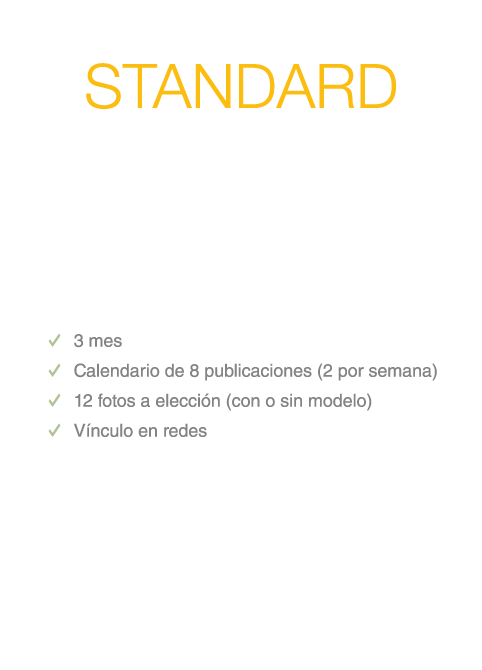 STANDARD
3 mes
Calendario de 8 publicaciones (2 por semana)
12 fotos a elección (con o sin modelo)
Vínculo en redes